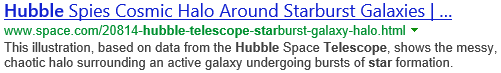 Hubble Spies Cosmic Halo Around Starburst Galaxies | ...
www.space.com/20814-hubble-telescope-starburst-galaxy-halo.html
This illustration, based on data from the Hubble Space Telescope, shows the messy,
chaotic halo surrounding an active galaxy undergoing bursts of star formation.